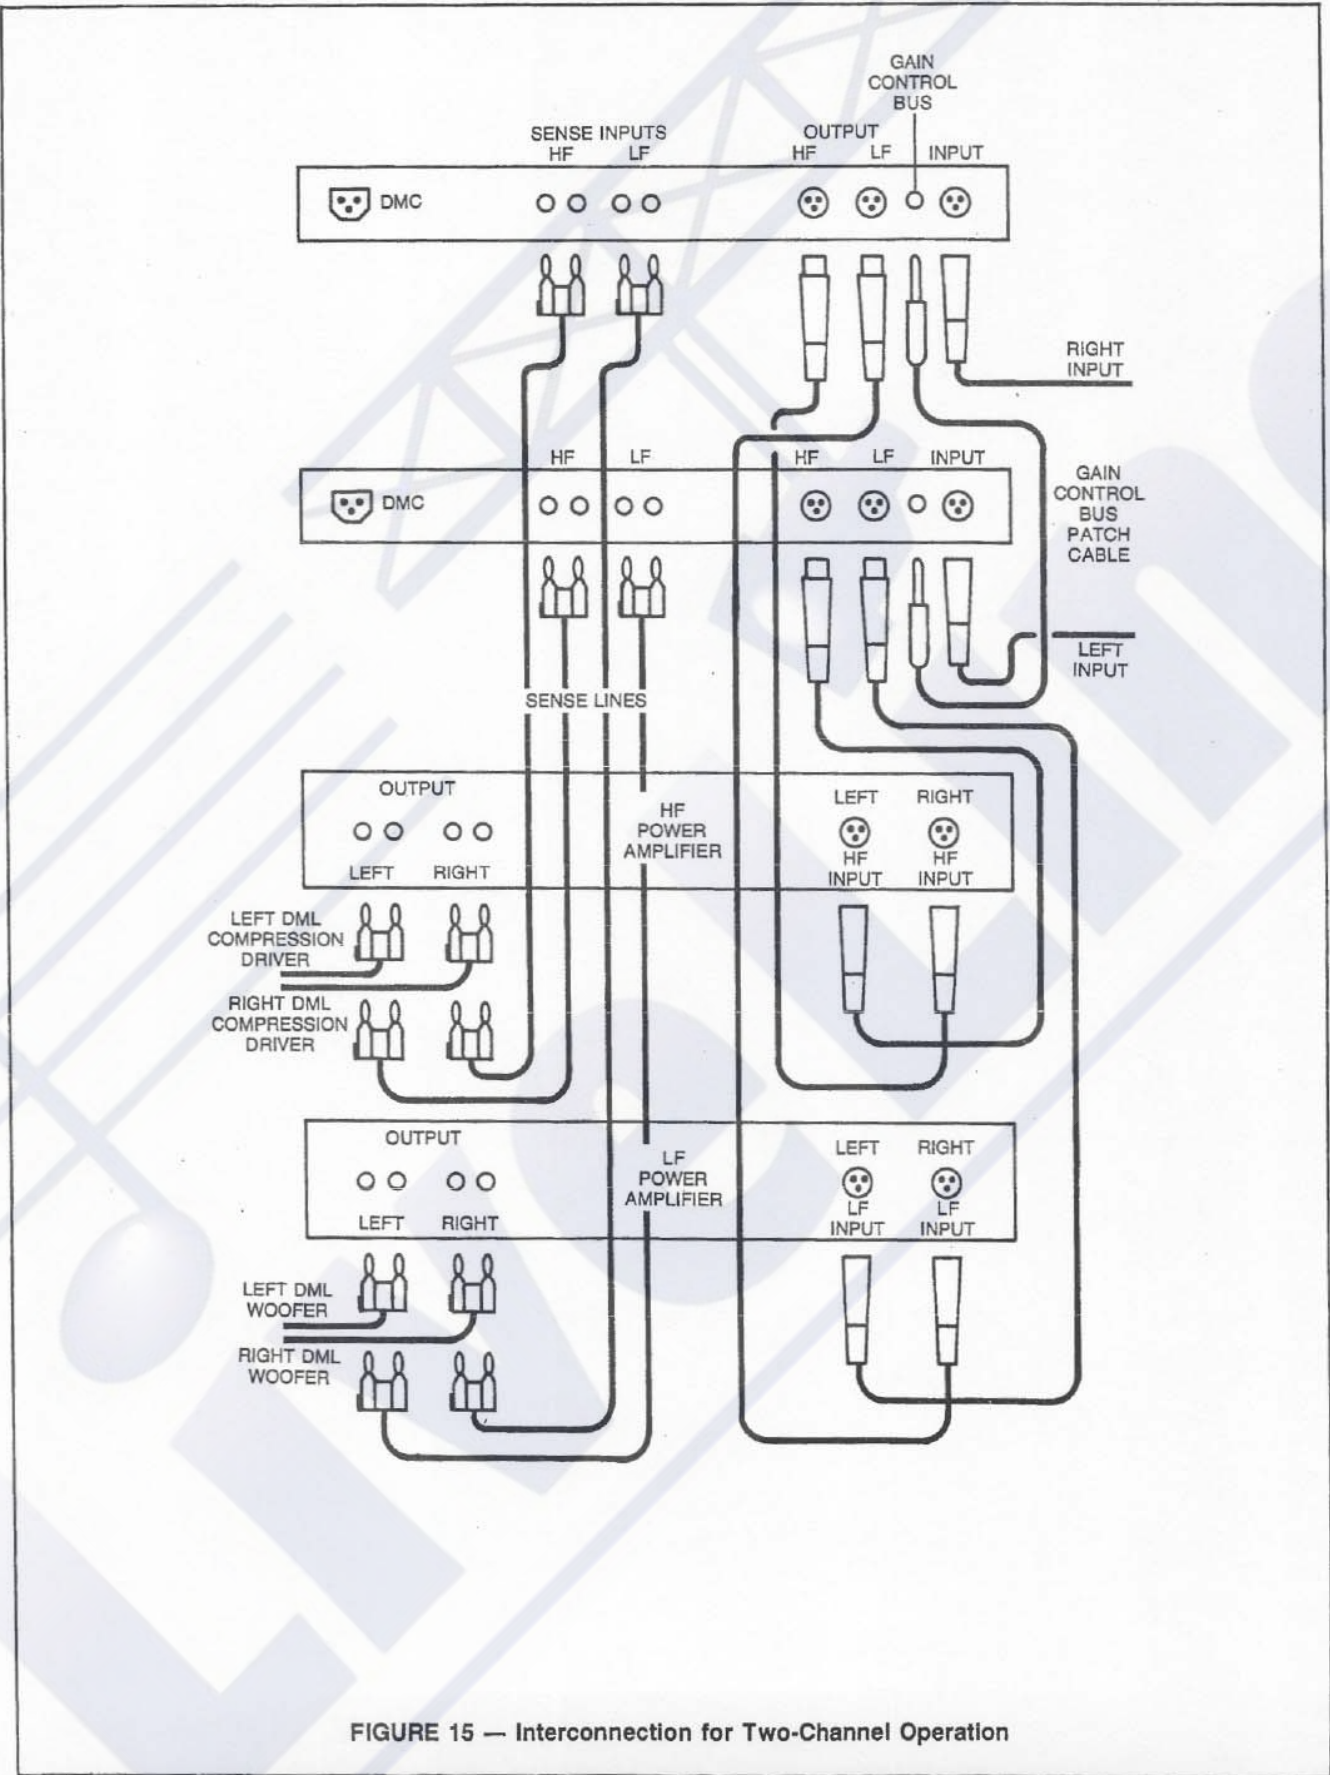 GAIN
CONTROL
BUS
SENSE INPUTS
HF LF
OUTPUT
HF LF INPUT
DMC
RIGHT
INPUT
HF LF
HF LF INPUT
DMC
GAIN
CONTROL
BUS
PATCH
CABLE
LEFT
INPUT
SENSE LINES
OUTPUT
LEFT RIGHT
HF
POWER
AMPLIFIER
LEFT RIGHT
HF HF
INPUT INPUT
LEFT DML
COMPRESSION
DRIVER
RIGHT DML
COMPRESSION
DRIVER
OUTPUT
LEFT RIGHT
LF
POWER
AMPLIFIER
LEFT RIGHT
LF LF
INPUT INPUT
LEFT DML
WOOFER
RIGHT DML
WOOFER
FIGURE 15 — Interconnection for Two-Channel Operation